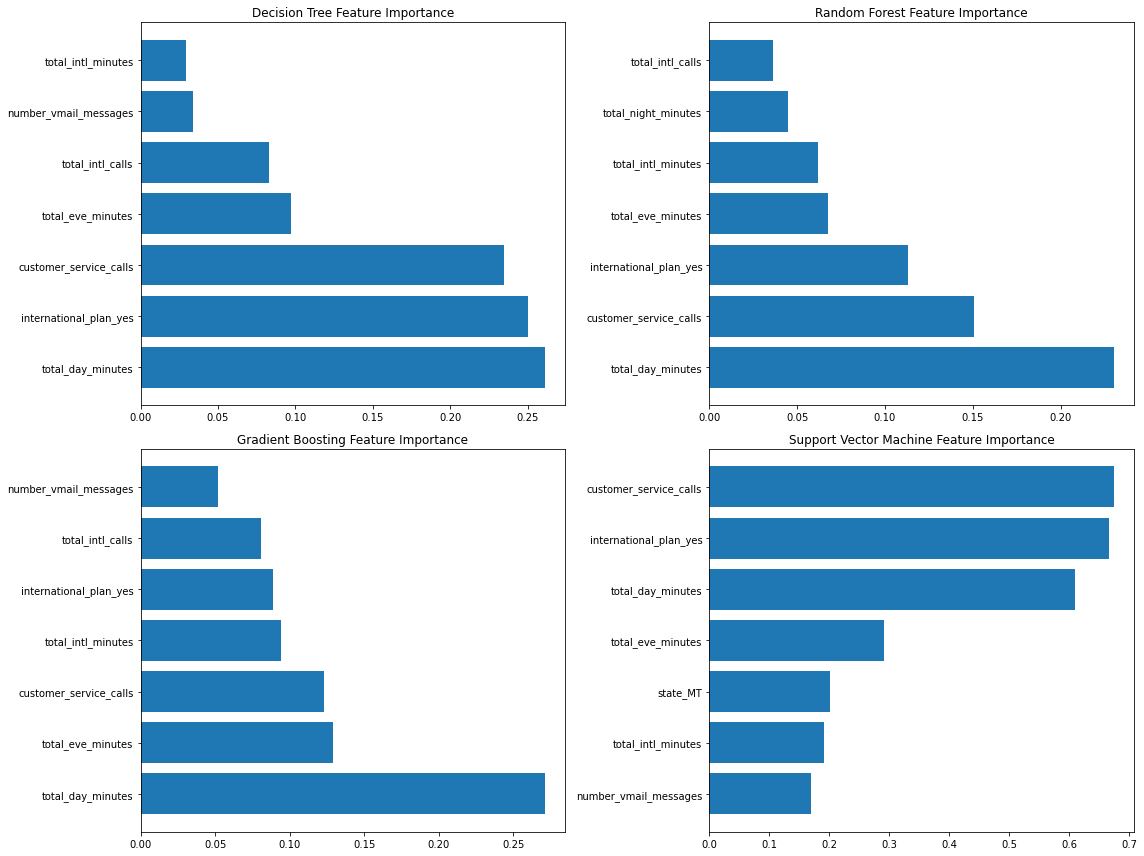 Decision Tree Feature Importance
total_intl_minutes
number_vmail_messages
total_intl_calls
total_eve_minutes
customer_service_calls
international_plan_yes
total_day_minutes
0.00 0.05 0.10 0.15 0.20 0.25
Random Forest Feature Importance
total_intl_calls
total_night_minutes
total_intl_minutes
total_eve_minutes
international_plan_yes
customer_service_calls
total_day_minutes
0.00 0.05 0.10 0.15 0.20
Gradient Boosting Feature Importance
number_vmail_messages
total_intl_calls
international_plan_yes
total_intl_minutes
customer_service_calls
total_eve_minutes
total_day_minutes
0.00 0.05 0.10 0.15 0.20 0.25
Support Vector Machine Feature Importance
customer_service_calls
international_plan_yes
total_day_minutes
total_eve_minutes
state_MT
total_intl_minutes
number_vmail_messages
0.0 0.1 0.2 0.3 0.4 0.5 0.6 0.7